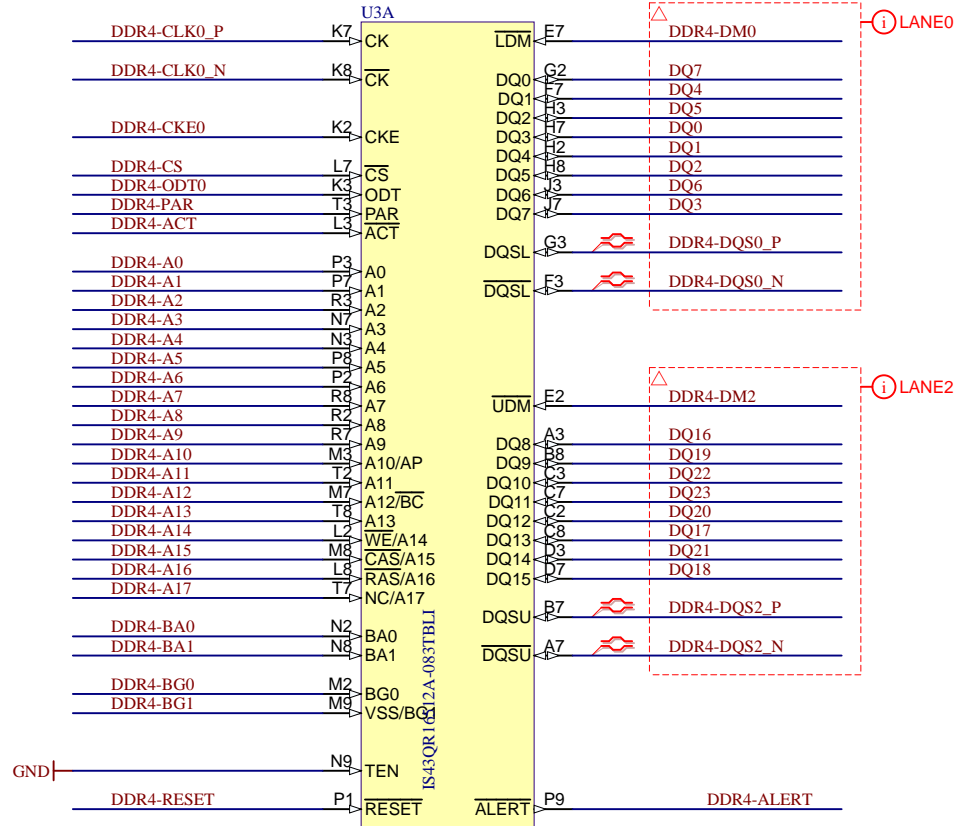 U3A
DDR4-CLK0_P K7 CK
DDR4-CLK0_N K8 CK
DDR4-CKE0 K2 CKE
DDR4-CS L7 CS
DDR4-ODT0 K3 ODT
DDR4-PAR T3 PAR
DDR4-ACT L3 ACT
DDR4-A0 P3 A0
DDR4-A1 P7 A1
DDR4-A2 R3 A2
DDR4-A3 N7 A3
DDR4-A4 N3 A4
DDR4-A5 P8 A5
DDR4-A6 P2 A6
DDR4-A7 R8 A7
DDR4-A8 R2 A8
DDR4-A9 R7 A9
DDR4-A10 M3 A10/AP
DDR4-A11 T2 A11
DDR4-A12 M7 A12/BC
DDR4-A13 T8 A13
DDR4-A14 L2 WE/A14
DDR4-A15 M8 CAS/A15
DDR4-A16 L8 RAS/A16
DDR4-A17 T7 NC/A17
DDR4-BA0 N2 BA0
DDR4-BA1 N8 BA1
DDR4-BG0 M2 BG0
DDR4-BG1 M9 VSS/BG1
GND N9 TEN
DDR4-RESET P1 RESET
IS43QR16512A-083TBLI
LDM E7 DDR4-DM0
i LANE0
DQ0 G2 DQ7
DQ1 F7 DQ4
DQ2 H3 DQ5
DQ3 H7 DQ0
DQ4 H2 DQ1
DQ5 H8 DQ2
DQ6 J3 DQ6
DQ7 J7 DQ3
DQSL G3 DDR4-DQS0_P
DQSL F3 DDR4-DQS0_N
i LANE2
UDM E2 DDR4-DM2
DQ8 A3 DQ16
DQ9 B8 DQ19
DQ10 C3 DQ22
DQ11 C7 DQ23
DQ12 C2 DQ20
DQ13 C8 DQ17
DQ14 D3 DQ21
DQ15 D7 DQ18
DQSU B7 DDR4-DQS2_P
DQSU A7 DDR4-DQS2_N
ALERT P9 DDR4-ALERT